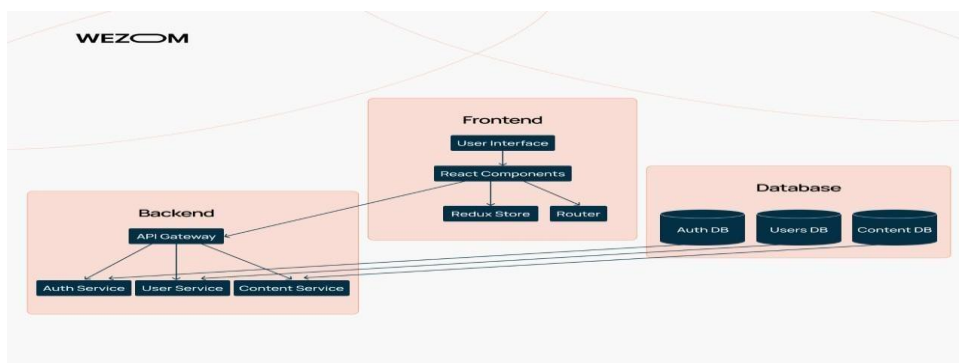 WEZOM
Frontend
User Interface
React Components
Redux Store
Router
Backend
API Gateway
Auth Service
User Service
Content Service
Database
Auth DB
Users DB
Content DB